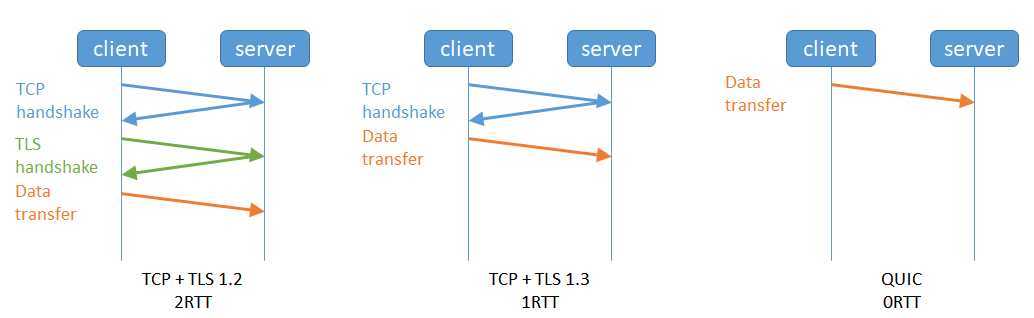 client
server
TCP
handshake
TLS
handshake
Data
transfer
TCP + TLS 1.2
2RTT
client
server
TCP
handshake
Data
transfer
TCP + TLS 1.3
1RTT
client
server
Data
transfer
QUIC
0RTT